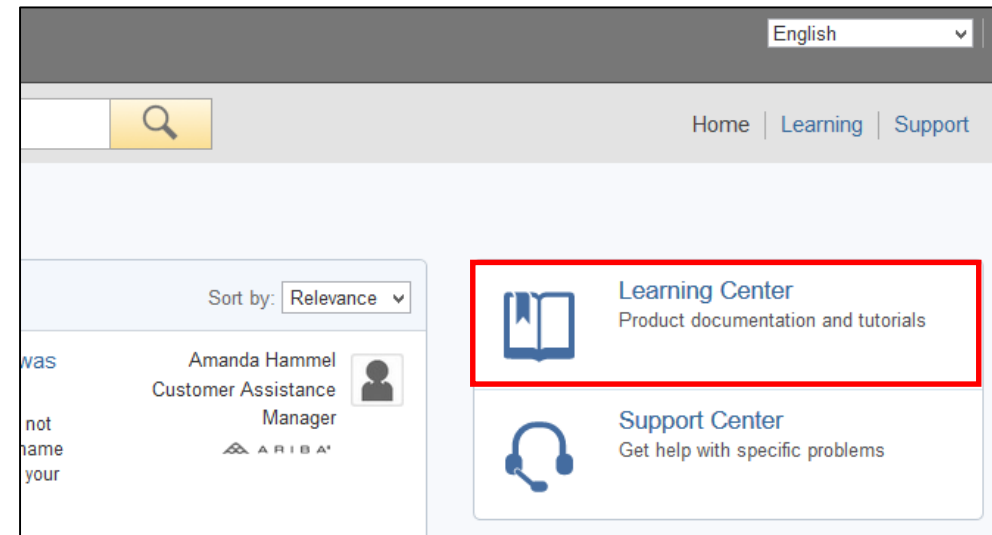 English
Home Learning Support
Sort by: Relevance
was
Amanda Hammel
Customer Assistance
not
Manager
name
ARIBA
your
Learning Center
Product documentation and tutorials
Support Center
Get help with specific problems